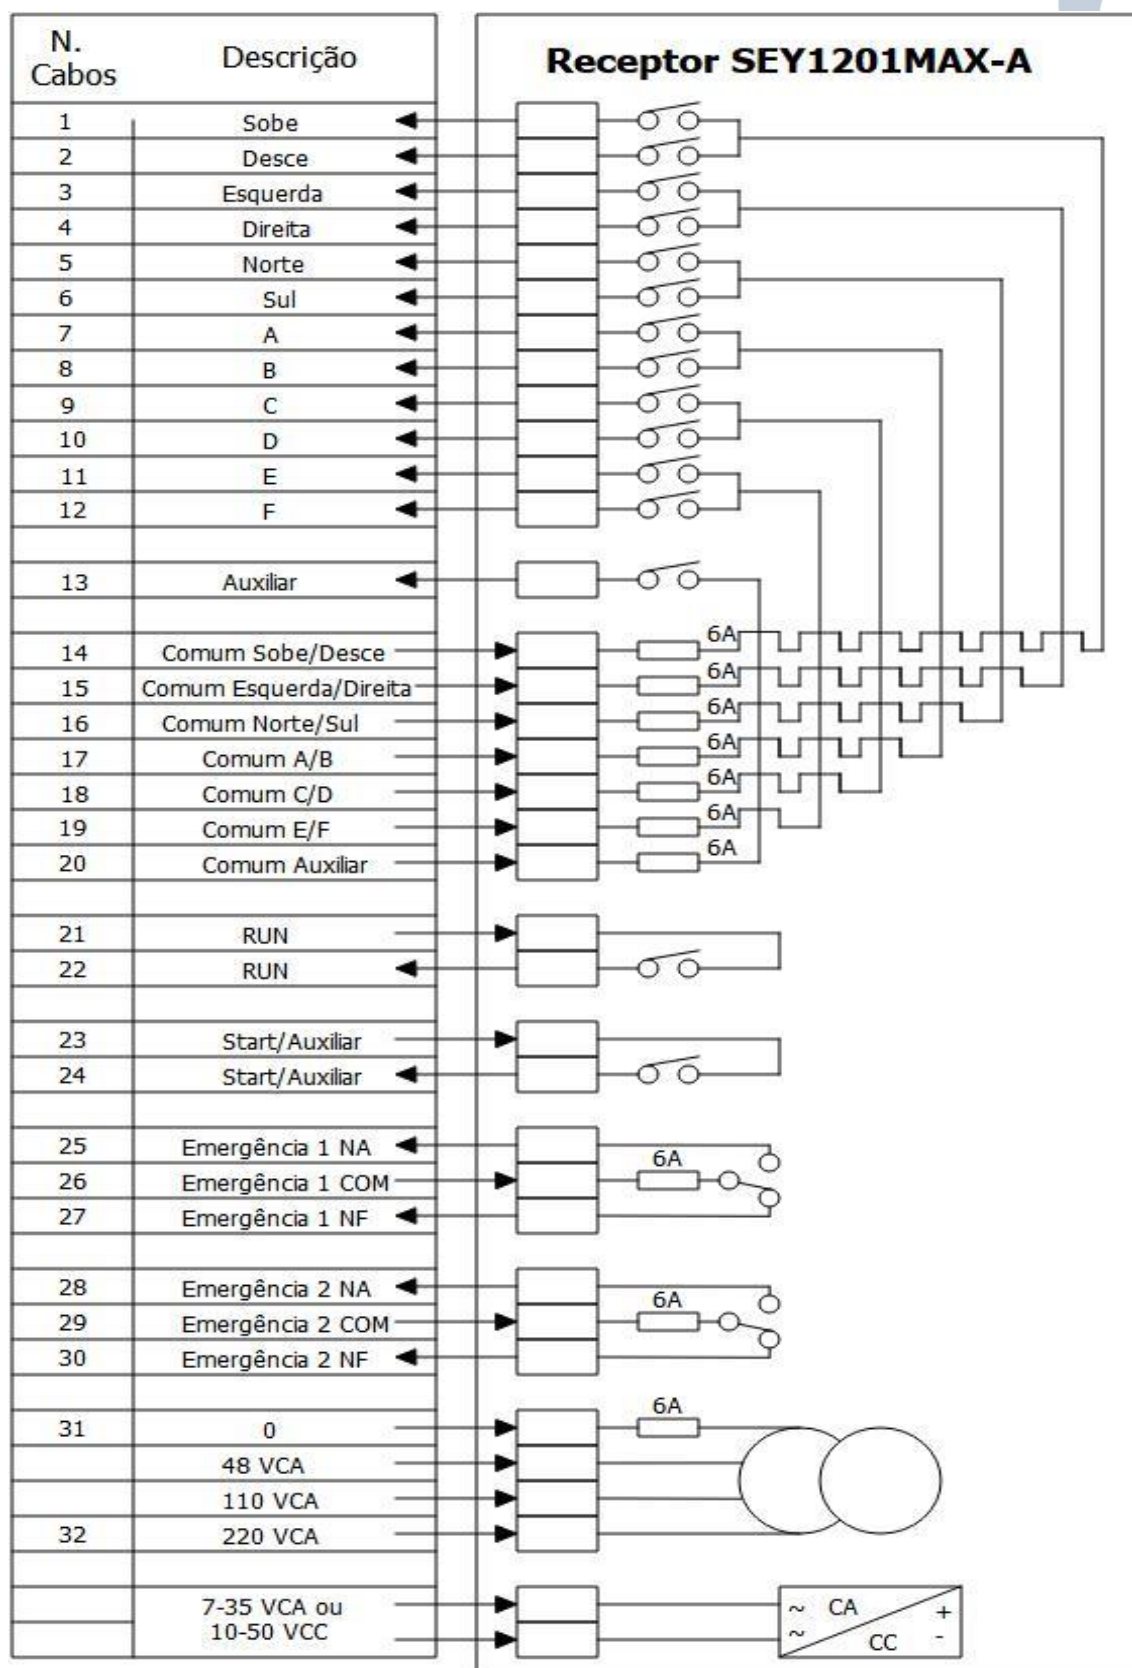 N. Cabos Descrição Receptor SEY1201MAX-A
1 Sobe
2 Desce
3 Esquerda
4 Direita
5 Norte
6 Sul
7 A
8 B
9 C
10 D
11 E
12 F
13 Auxiliar
14 Comum Sobe/Desce 6A
15 Comum Esquerda/Direita 6A
16 Comum Norte/Sul 6A
17 Comum A/B 6A
18 Comum C/D 6A
19 Comum E/F 6A
20 Comum Auxiliar 6A
21 RUN
22 RUN
23 Start/Auxiliar
24 Start/Auxiliar
25 Emergência 1 NA
26 Emergência 1 COM 6A
27 Emergência 1 NF
28 Emergência 2 NA
29 Emergência 2 COM 6A
30 Emergência 2 NF
31 0 6A
48 VCA
110 VCA
32 220 VCA
7-35 VCA ou ~ CA +
10-50 VCC ~ CC -